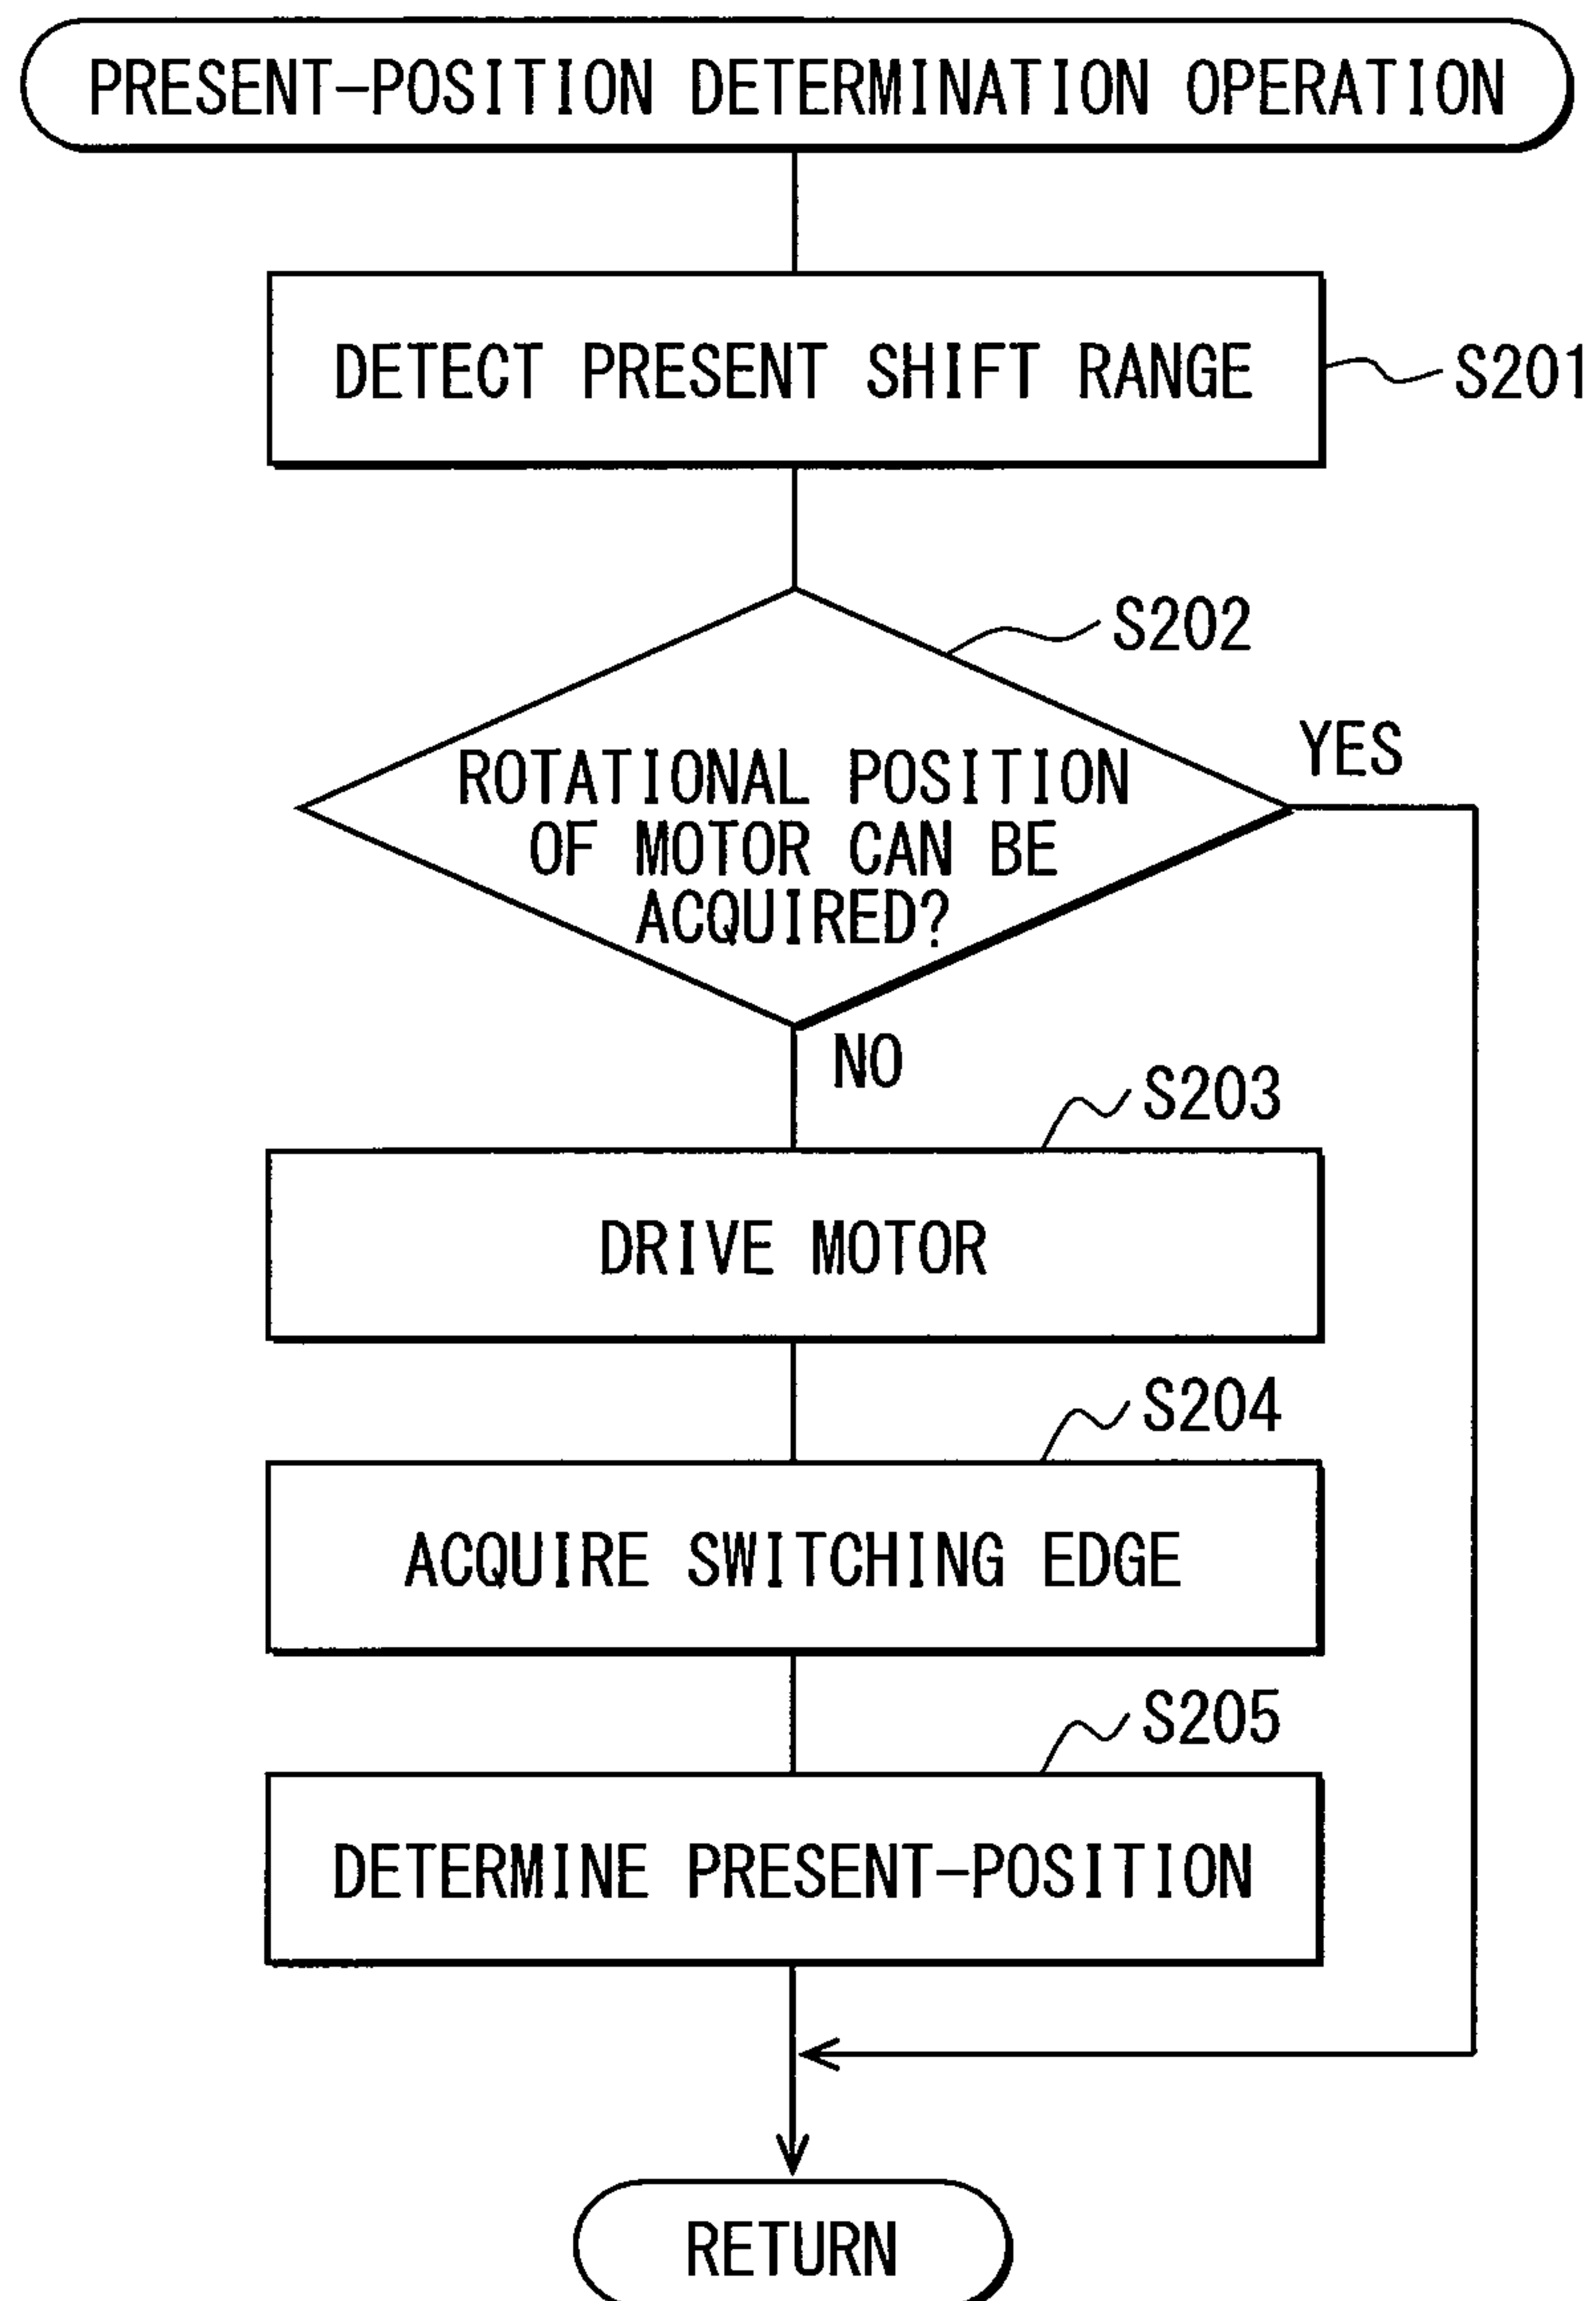 PRESENT-POSITION DETERMINATION OPERATION
DETECT PRESENT SHIFT RANGE
S201
S202
ROTATIONAL POSITION
OF MOTOR CAN BE
ACQUIRED?
YES
NO
S203
DRIVE MOTOR
S204
ACQUIRE SWITCHING EDGE
S205
DETERMINE PRESENT-POSITION
RETURN